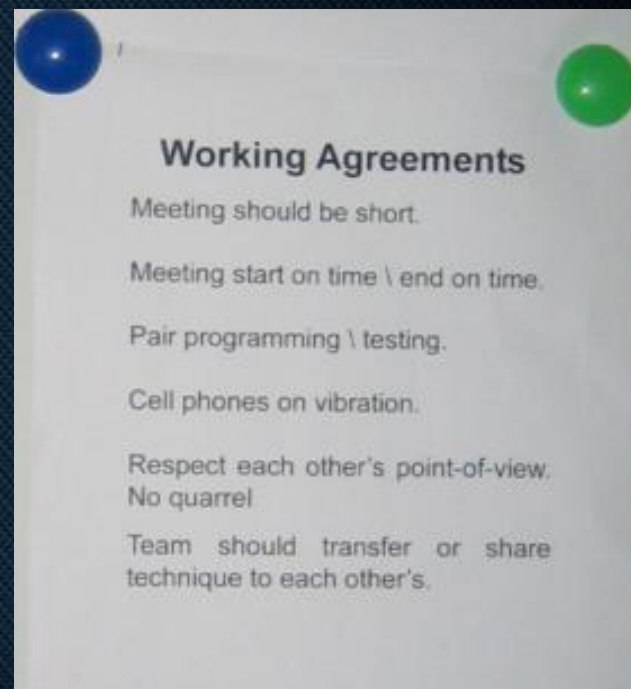 Working Agreements
Meeting should be short.
Meeting start on time \ end on time.
Pair programming \ testing.
Cell phones on vibration.
Respect each other's point-of-view.
No quarrel
Team should transfer or share
technique to each other's.